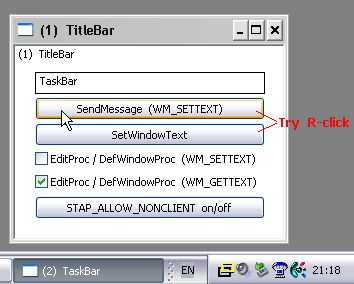 (1) TitleBar
(1) TitleBar
TaskBar
SendMessage (WM_SETTEXT)
Try R-click
SetWindowText
EditProc / DefWindowProc (WM_SETTEXT)
EditProc / DefWindowProc (WM_GETTEXT)
STAP_ALLOW_NONCLIENT on/off
(2) TaskBar
EN
21:18